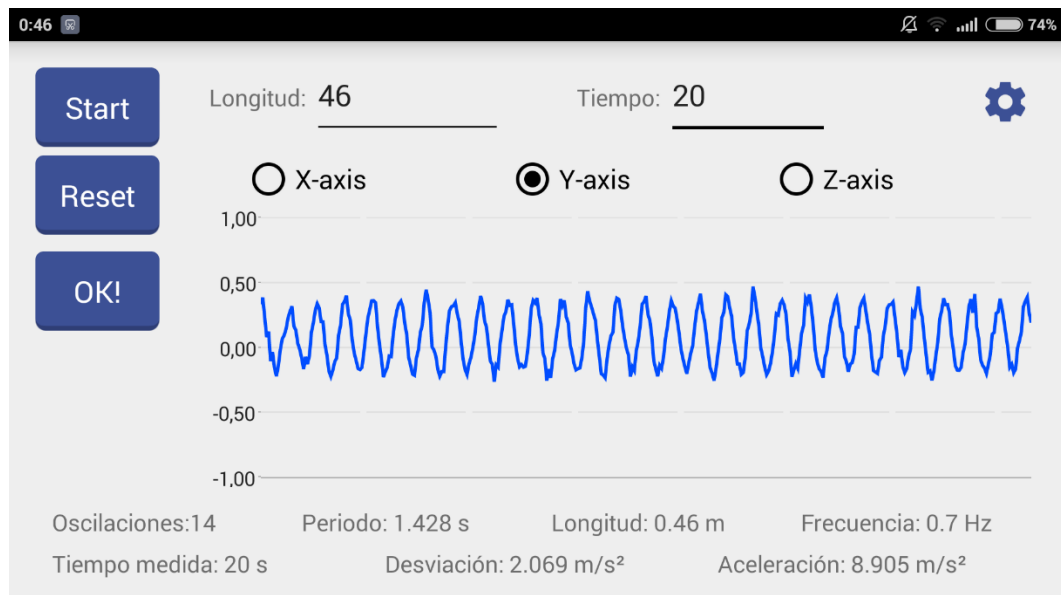 0:46 74%
Start
Longitud: 46 Tiempo: 20
X-axis Y-axis Z-axis
Reset
1,00
OK!
0,50
0,00
-0,50
-1,00
Oscilaciones:14 Periodo: 1.428 s Longitud: 0.46 m Frecuencia: 0.7 Hz
Tiempo medida: 20 s Desviación: 2.069 m/s² Aceleración: 8.905 m/s²